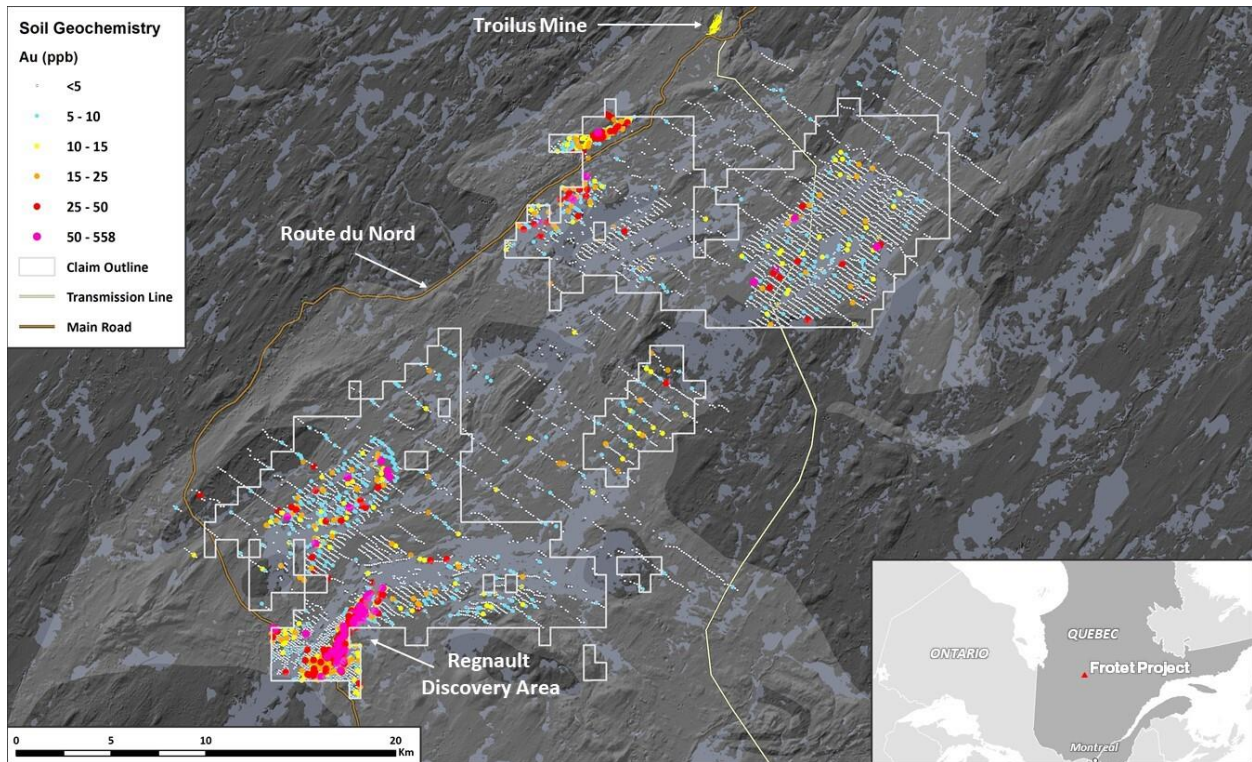 Troilus Mine
Soil Geochemistry
Au (ppb)
<5
5 - 10
10 - 15
15 - 25
25 - 50
50 - 558
Claim Outline
Transmission Line
Main Road
Route du Nord
Regnault
Discovery Area
0 5 10 20
Km
QUEBEC
ONTARIO
Frotet Project
Montreal